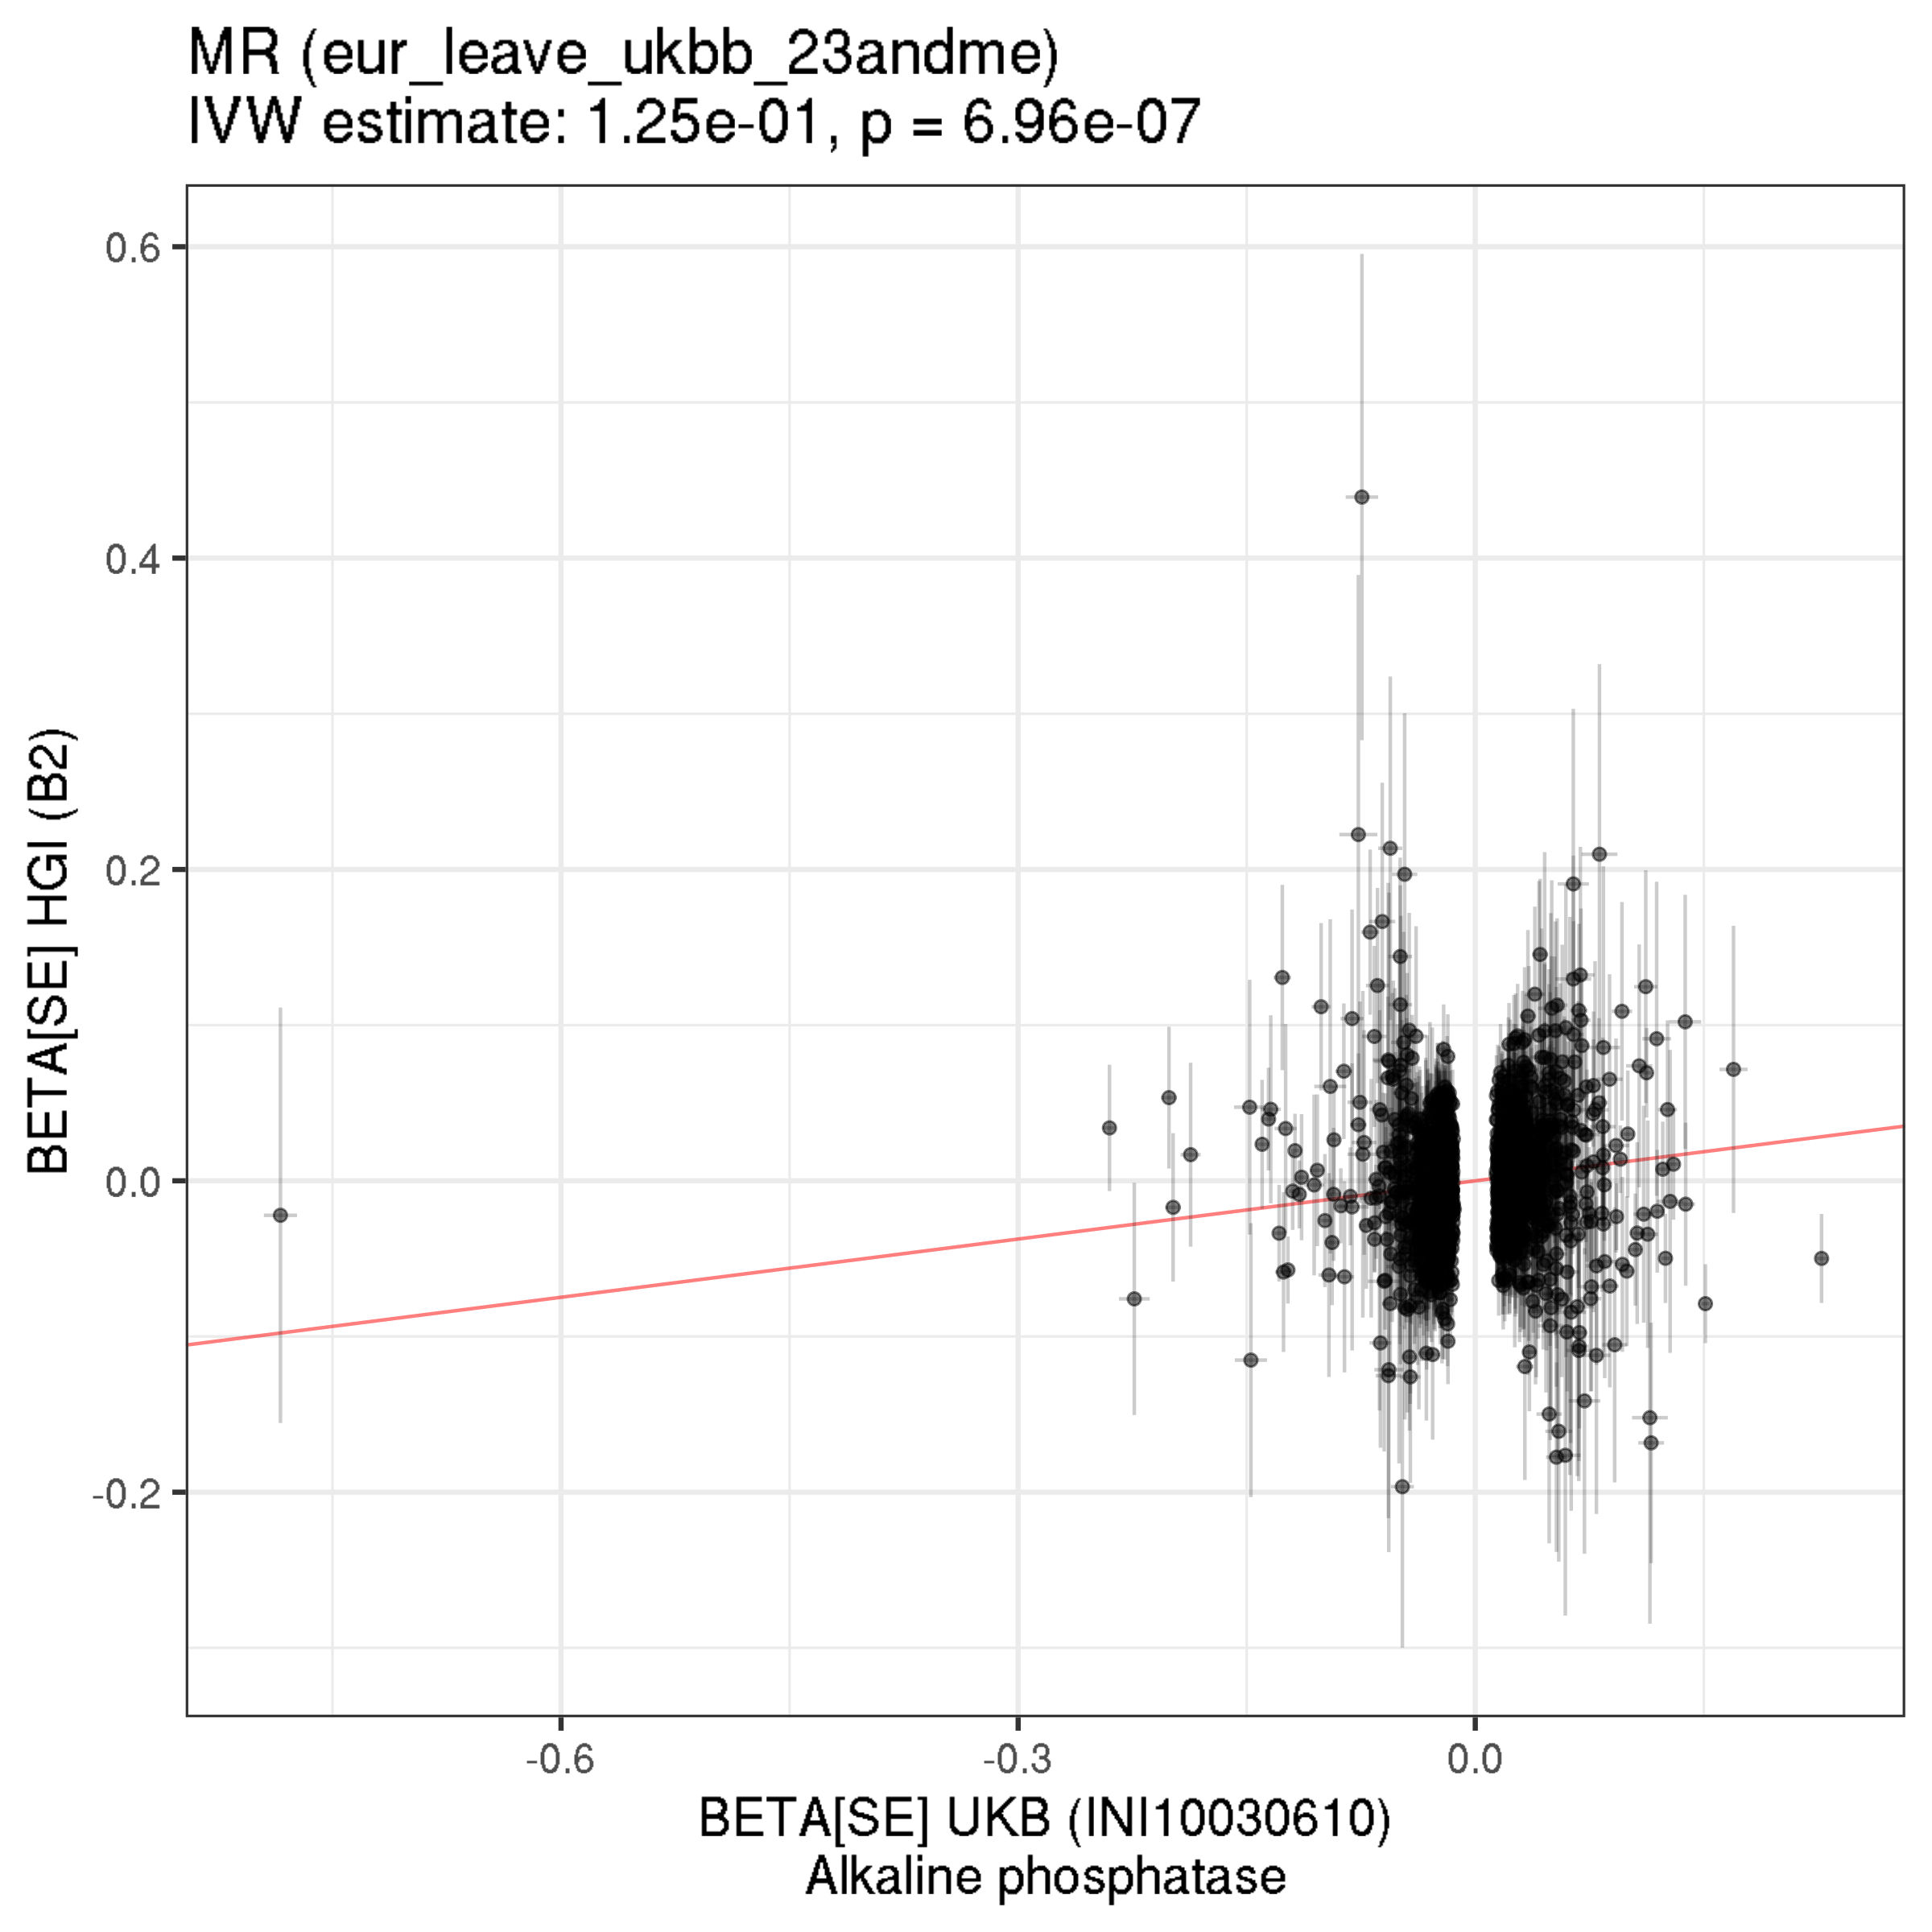 MR (eur_leave_ukbb_23andme)
IVW estimate: 1.25e-01, p = 6.96e-07
0.6
0.4
0.2
0.0
-0.2
BETA[SE] HGI (B2)
-0.6
-0.3
0.0
BETA[SE] UKB (INI10030610)
Alkaline phosphatase